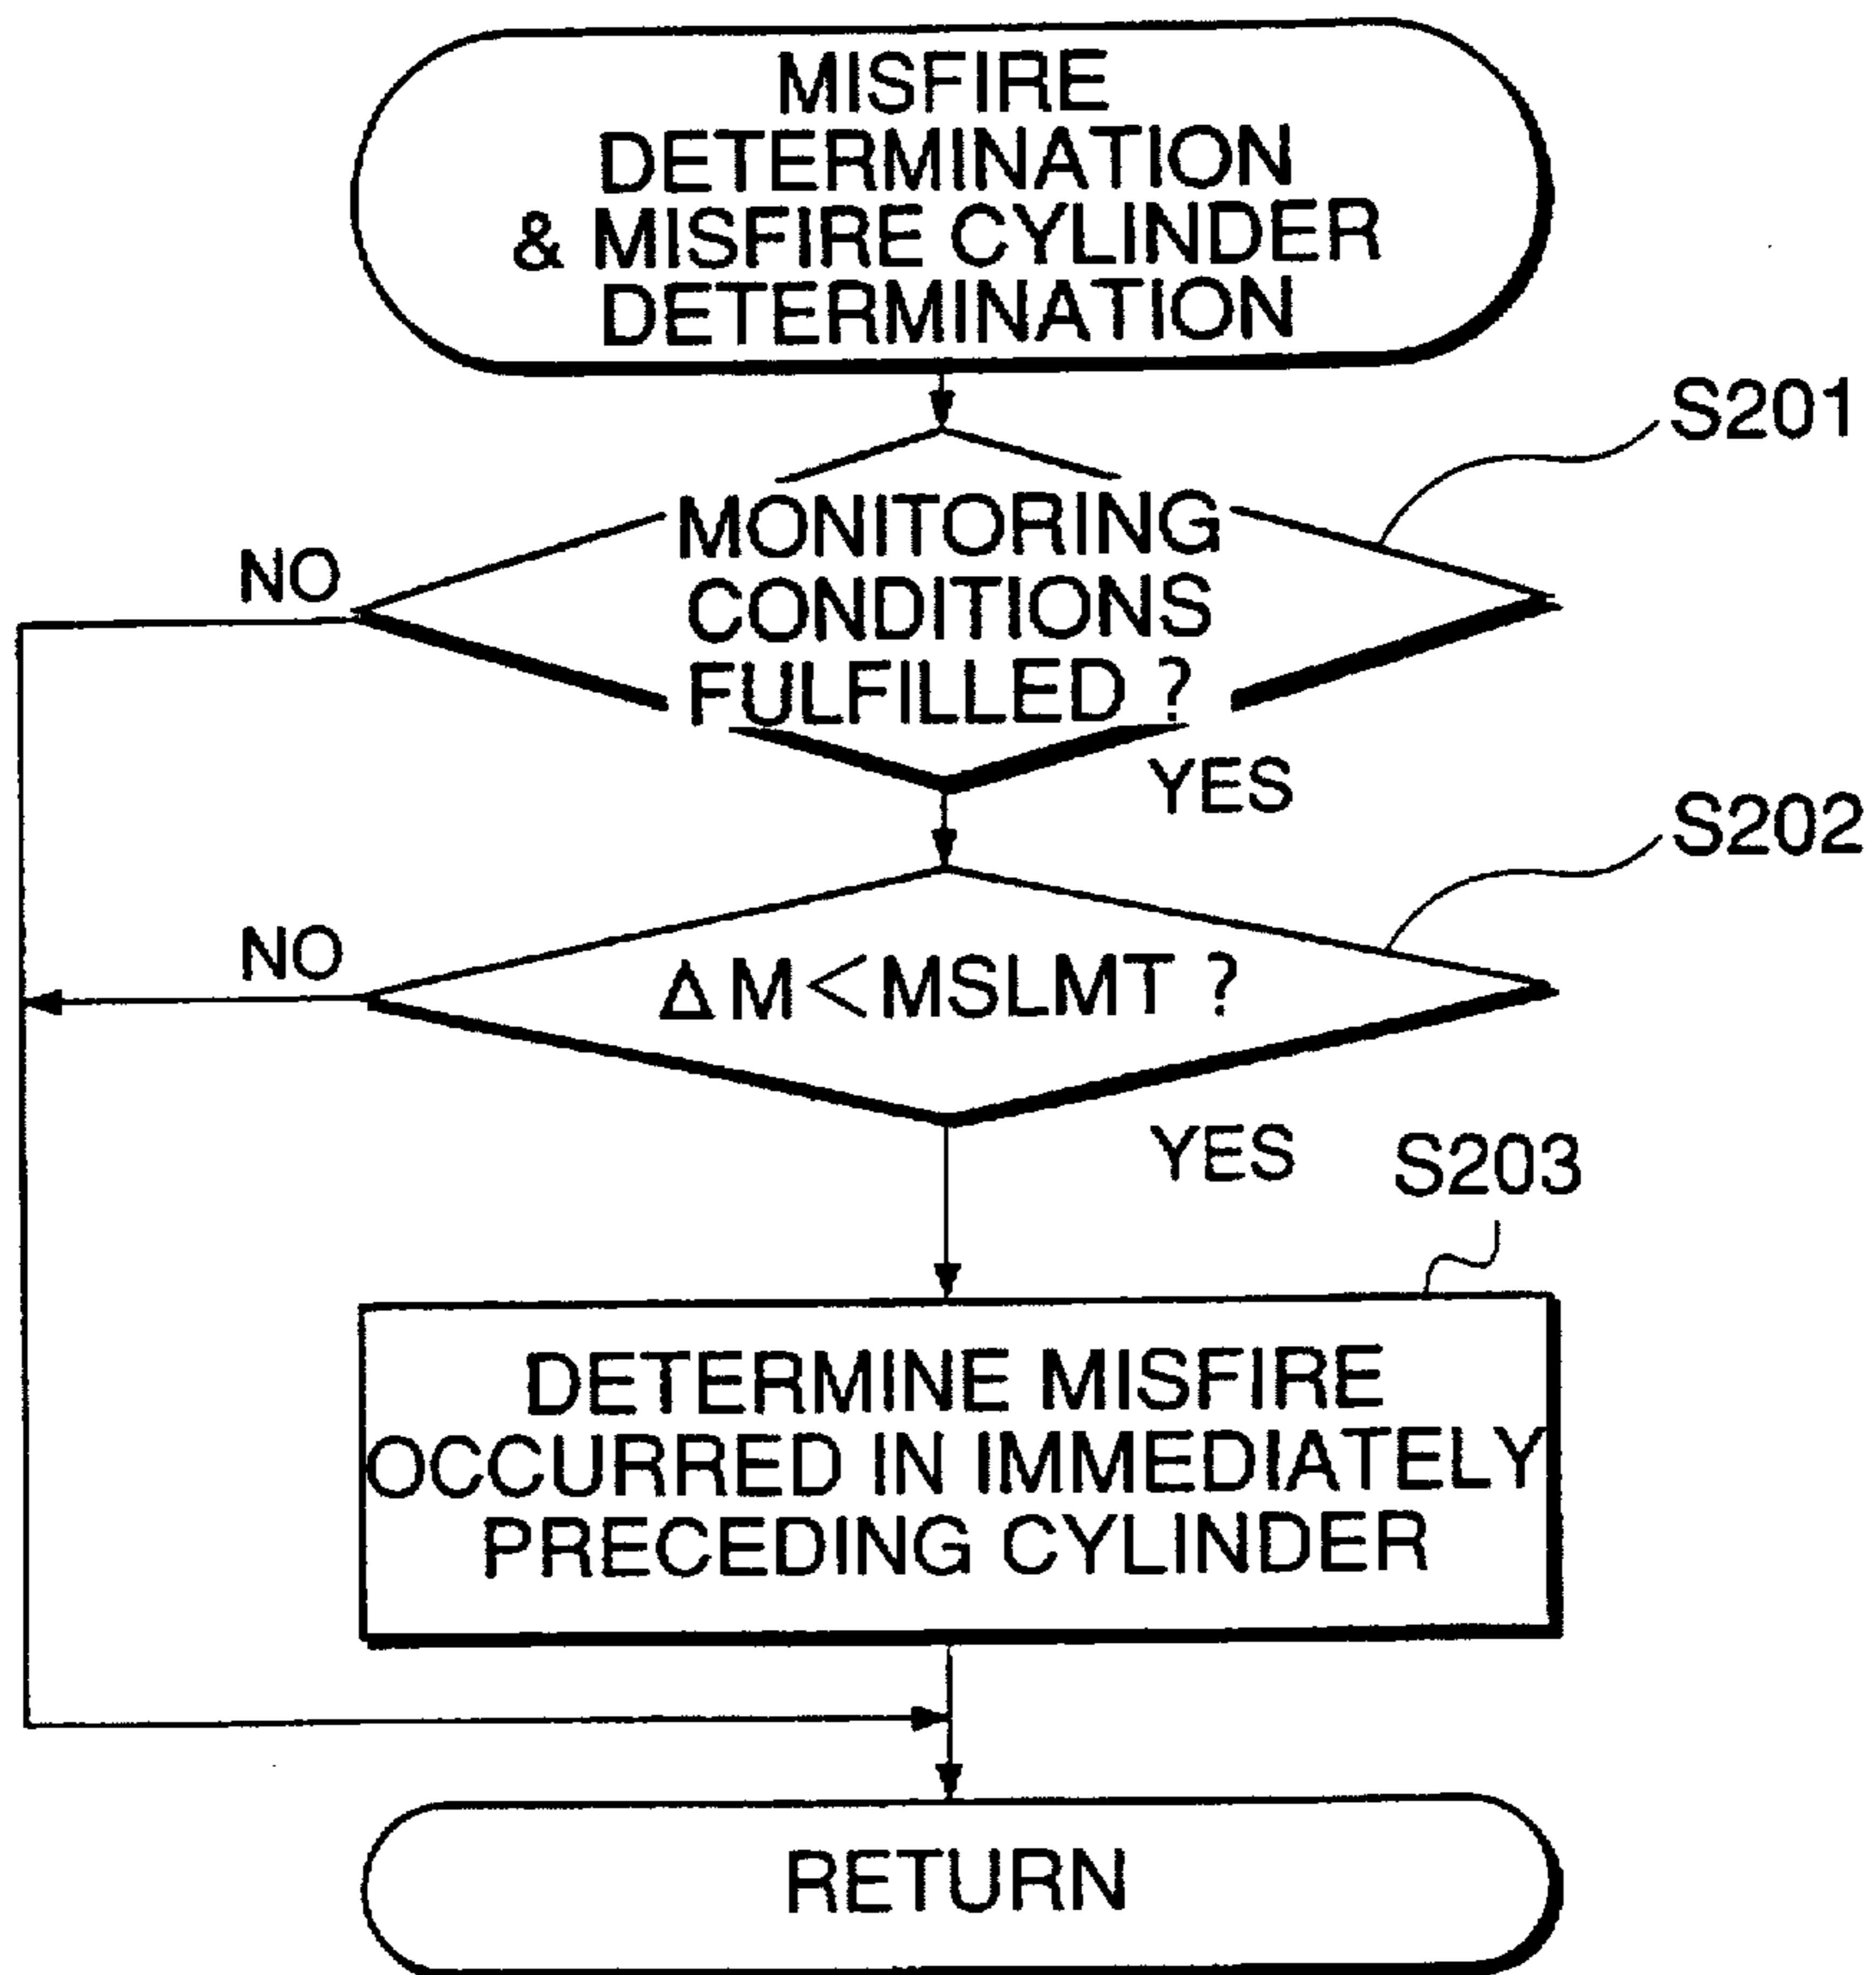 MISFIRE
DETERMINATION
& MISFIRE CYLINDER
DETERMINATION
S201
MONITORING
CONDITIONS
FULFILLED ?
NO
YES
S202
NO
Δ M<MSLMT ?
YES
S203
DETERMINE MISFIRE
OCCURRED IN IMMEDIATELY
PRECEDING CYLINDER
RETURN